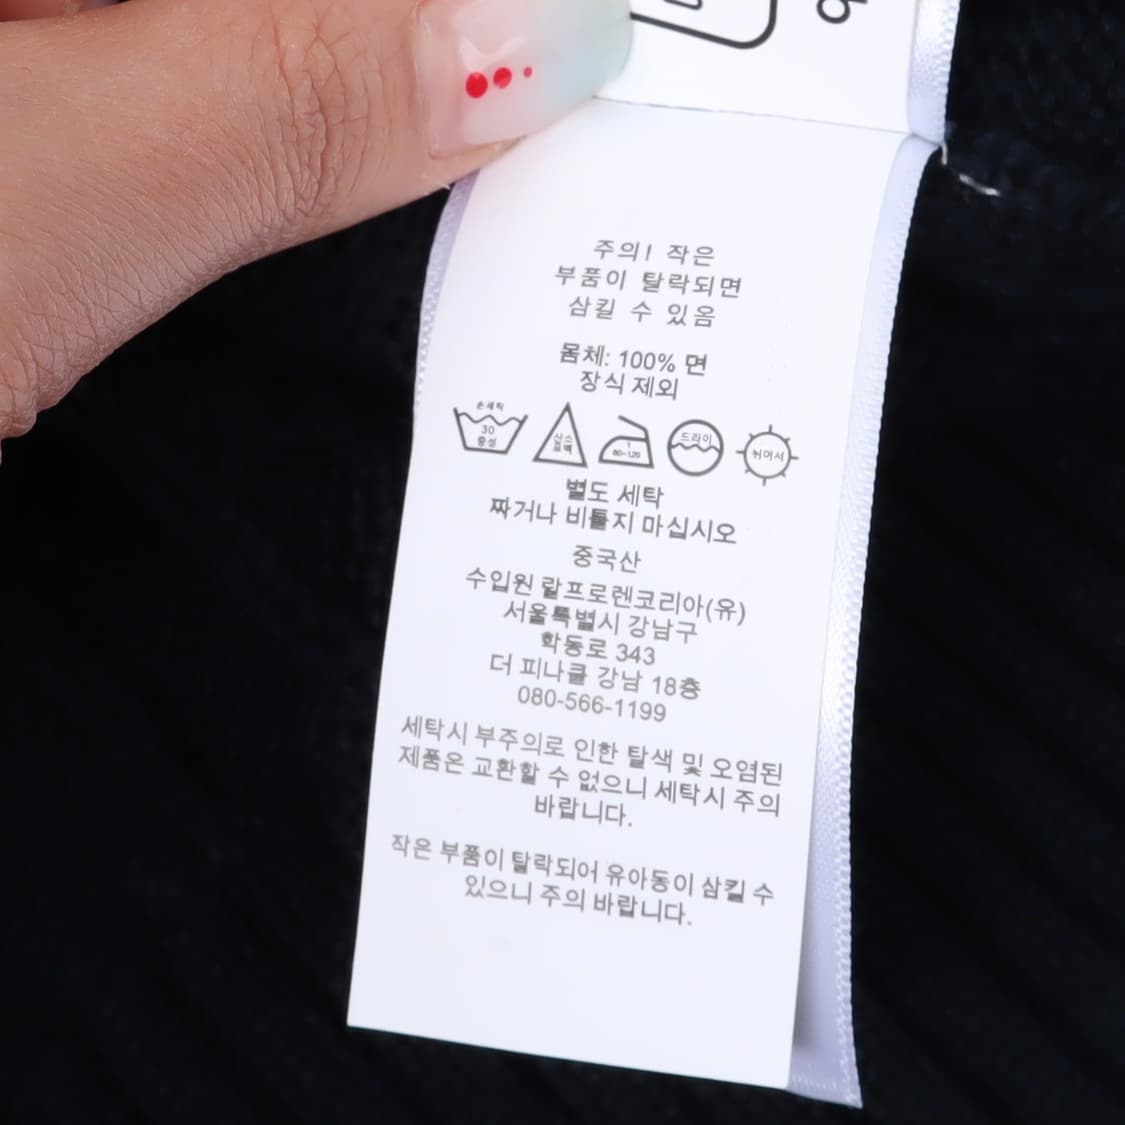 주의! 작은
부품이 탈락되면
삼킬 수 있옴
몸체: 100% 면
장식 제외
손세탁
30
중성
산소
표백
1
80-120
드라이
뉘어서
별도 세탁
짜거나 비틀지 마십시오
중국산
수입원 랄프로렌코리아(유)
서울특별시 강남구
학동로 343
더 피나클 강남 18층
080-566-1199
세탁시 부주의로 인한 탈색 및 오염된
제품은 교환할 수 없으니 세탁시 주의
바랍니다.
작은 부품이 탈락되어 유아동이 삼킬 수
있으니 주의 바랍니다.